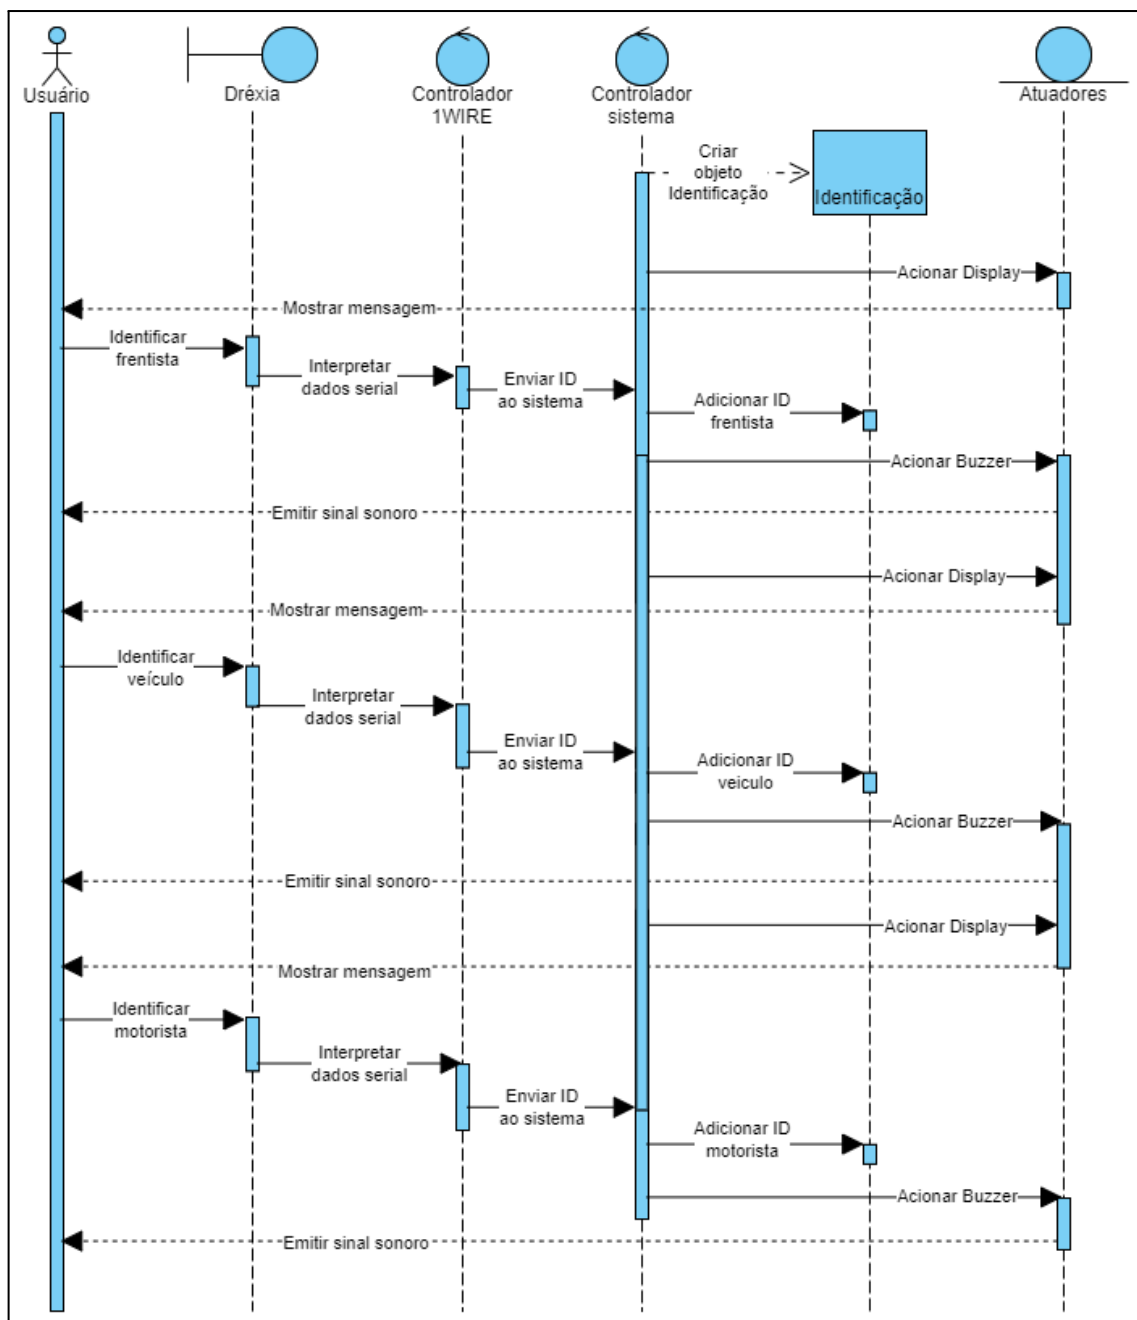 Usuário
Dréxia
Controlador
1WIRE
Controlador
sistema
Atuadores
Criar
objeto
Identificação
Identificação
Acionar Display
Mostrar mensagem
Identificar
frentista
Interpretar
dados serial
Enviar ID
ao sistema
Adicionar ID
frentista
Acionar Buzzer
Emitir sinal sonoro
Acionar Display
Mostrar mensagem
Identificar
veículo
Interpretar
dados serial
Enviar ID
ao sistema
Adicionar ID
veiculo
Acionar Buzzer
Emitir sinal sonoro
Acionar Display
Mostrar mensagem
Identificar
motorista
Interpretar
dados serial
Enviar ID
ao sistema
Adicionar ID
motorista
Acionar Buzzer
Emitir sinal sonoro